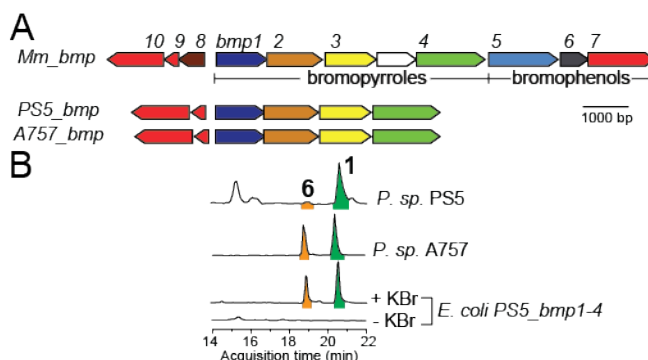 A
10 9 8 bmp1 2 3 4 5 6 7
Mm_bmp
bromopyrroles bromophenols
PS5_bmp
A757_bmp
1000 bp
B
6 1
P. sp. PS5
P. sp. A757
+ KBr
- KBr
E. coli PS5_bmp1-4
14 16 18 20 22
Acquisition time (min)